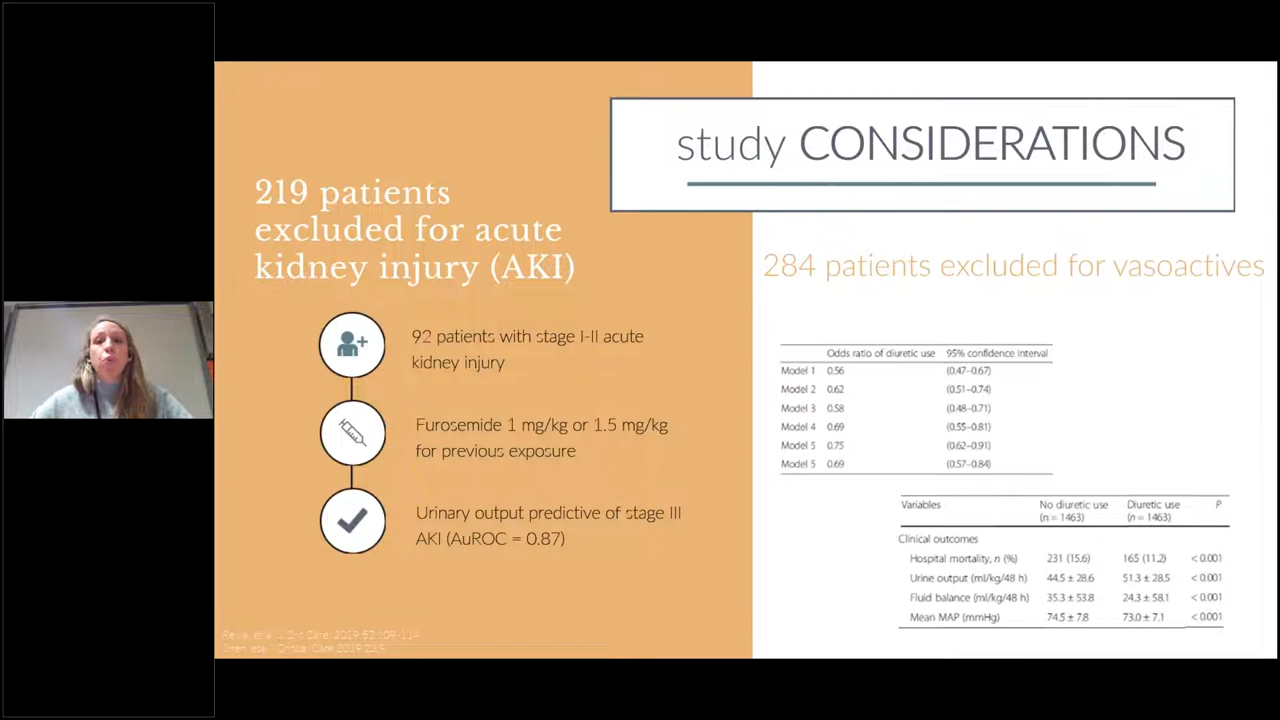 study CONSIDERATIONS
219 patients
excluded for acute
kidney injury (AKI)
92 patients with stage I-II acute
kidney injury
Furosemide 1 mg/kg or 1.5 mg/kg
for previous exposure
Urinary output predictive of stage III
AKI (AuROC = 0.87)
284 patients excluded for vasoactives
Odds ratio of diuretic use 95% confidence interval
Model 1 0.56 (0.47–0.67)
Model 2 0.62 (0.51–0.74)
Model 3 0.58 (0.48–0.71)
Model 4 0.69 (0.55–0.81)
Model 5 0.75 (0.62–0.91)
Model 5 0.69 (0.57–0.84)
Variables No diuretic use Diuretic use P
(n = 1463) (n = 1463)
Clinical outcomes
Hospital mortality, n (%) 231 (15.6) 165 (11.2) < 0.001
Urine output (ml/kg/48 h) 44.5 ± 28.6 51.3 ± 28.5 < 0.001
Fluid balance (ml/kg/48 h) 35.3 ± 53.8 24.3 ± 58.1 < 0.001
Mean MAP (mmHg) 74.5 ± 7.8 73.0 ± 7.1 < 0.001
Care. 2019;52:109-114
Critical Care